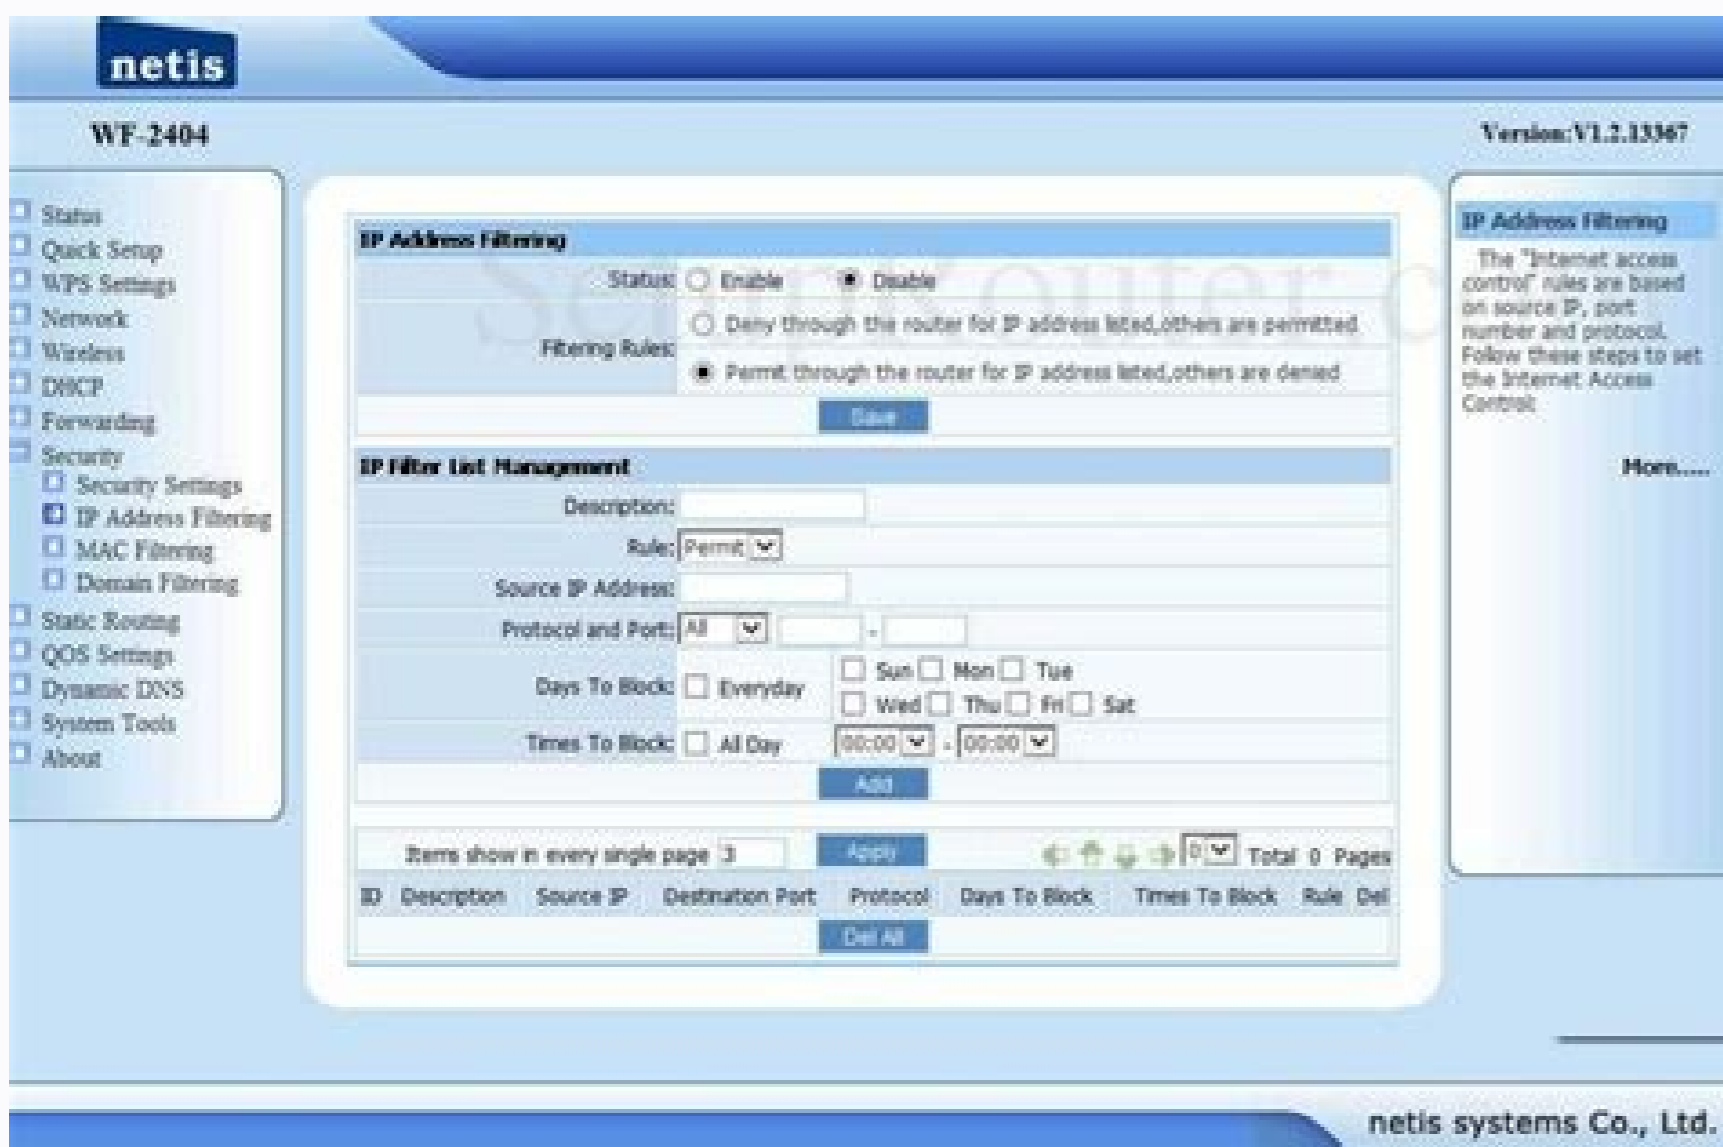 netis
WF-2404
Version:V1.2.13367
Status
Quick Setup
WPS Settings
Network
Wireless
DHCP
Forwarding
Security
Security Settings
IP Address Filtering
MAC Filtering
Domain Filtering
Static Routing
QOS Settings
Dynamic DNS
System Tools
About
IP Address Filtering
Status: Enable Disable
Filtering Rules:
Deny through the router for IP address listed,others are permitted
Permit through the router for IP address listed,others are denied
Save
IP Filter List Management
Description:
Rule: Permit
Source IP Address:
Protocol and Port: All -
Days To Block: Everyday Sun Mon Tue
Wed Thu Fri Sat
Times To Block: All Day 00:00 - 00:00
Add
Items show in every single page 3 Apply 0 Total 0 Pages
ID Description Source IP Destination Port Protocol Days To Block Times To Block Rule Del
Del All
IP Address Filtering
The "Internet access
control" rules are based
on source IP, port
number and protocol.
Follow these steps to set
the Internet Access
Control:
More.....
SetupRouter.c
netis systems Co., Ltd.